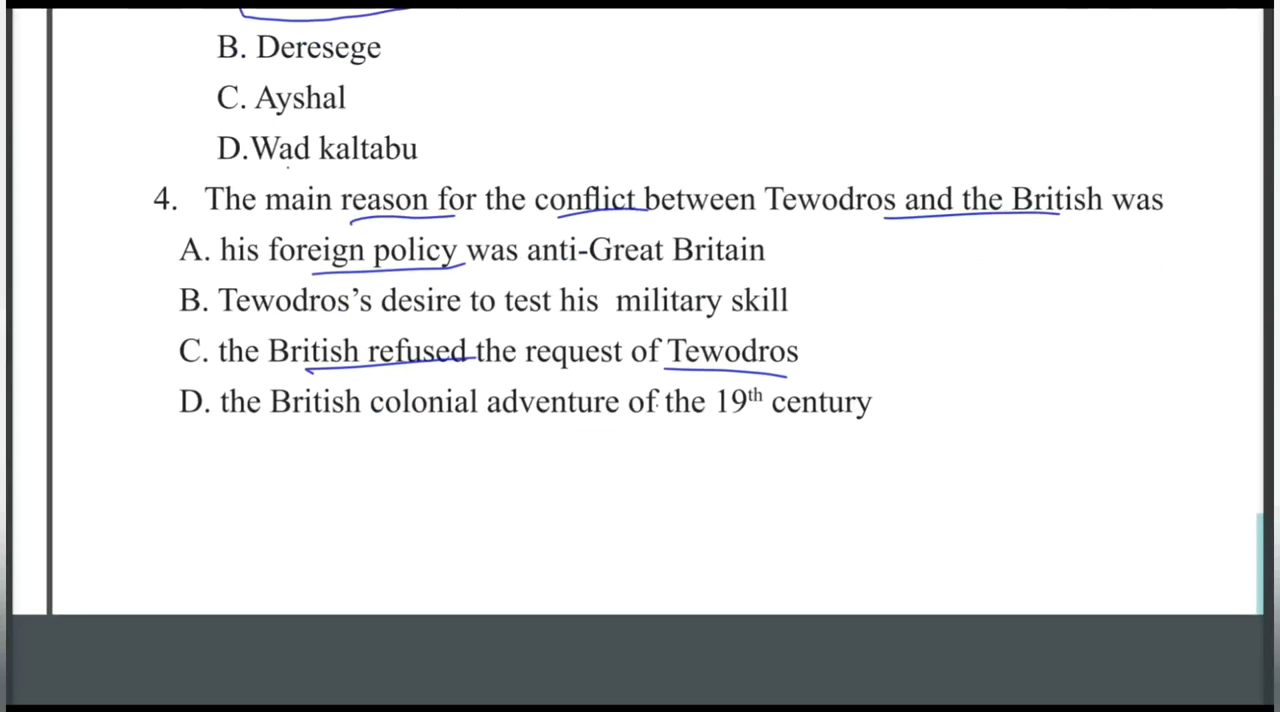 B. Deresege
C. Ayshal
D.Wad kaltabu
4. The main reason for the conflict between Tewodros and the British was
A. his foreign policy was anti-Great Britain
B. Tewodros’s desire to test his military skill
C. the British refused the request of Tewodros
D. the British colonial adventure of the 19th century